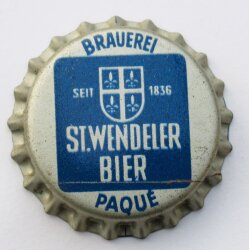 BRAUEREI
SEIT 1836
ST.WENDELER
BIER
PAQUÉ